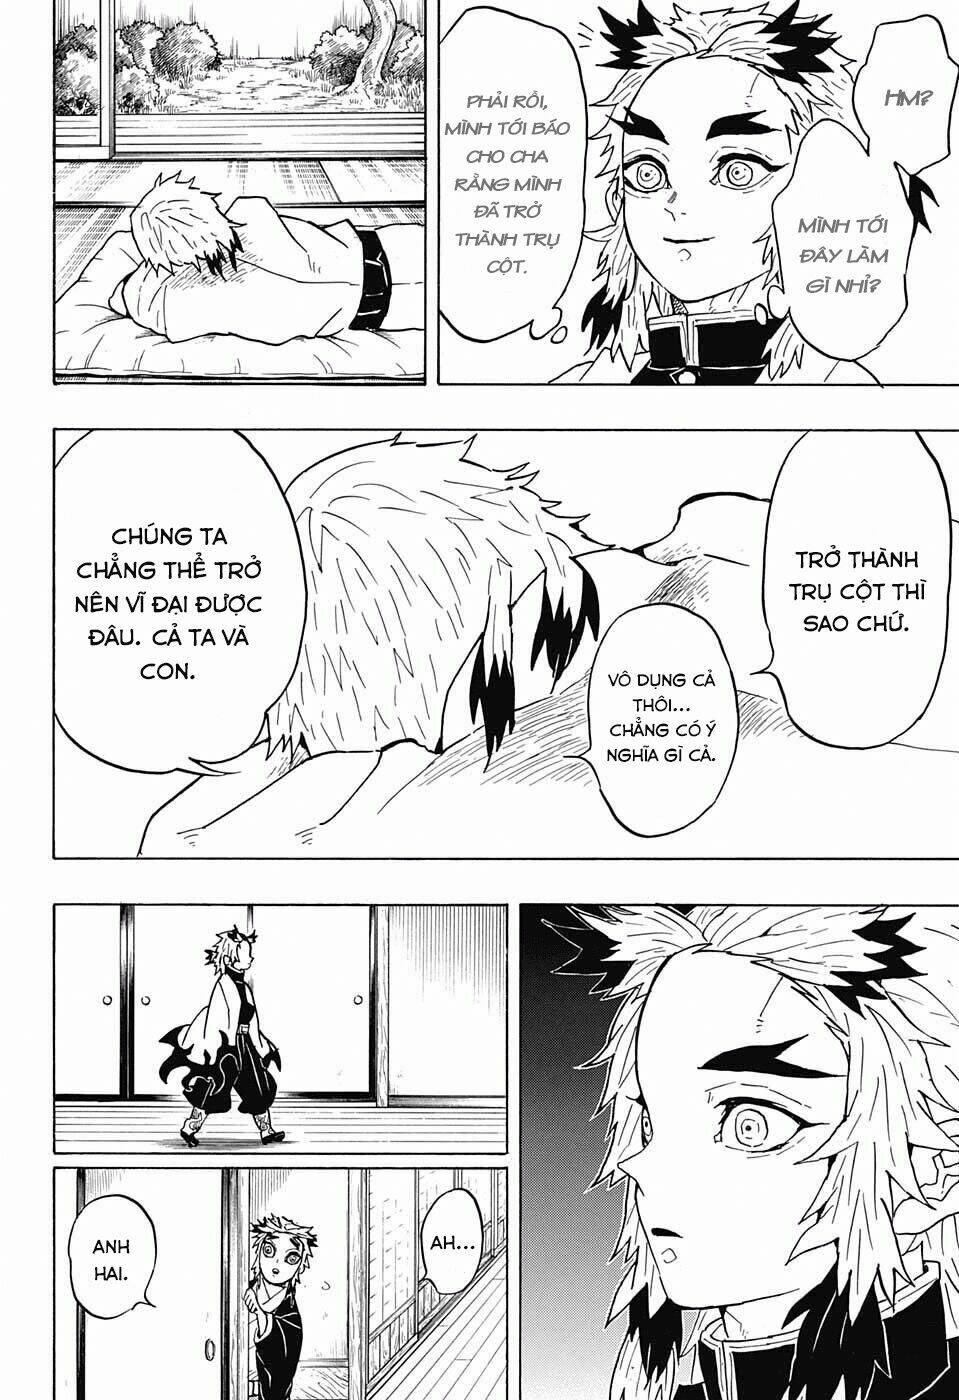 HM?
MÌNH TỚI
ĐÂY LÀM
GÌ NHỈ?
PHẢI RỒI,
MÌNH TỚI BÁO
CHO CHA
RẰNG MÌNH
ĐÃ TRỞ
THÀNH TRỤ
CỘT.
TRỞ THÀNH
TRỤ CỘT THÌ
SAO CHỨ.
VÔ DỤNG CẢ
THÔI...
CHẲNG CÓ Ý
NGHĨA GÌ CẢ.
CHÚNG TA
CHẲNG THỂ TRỞ
NÊN VĨ ĐẠI ĐƯỢC
ĐÂU. CẢ TA VÀ
CON.
AH...
ANH
HAI.